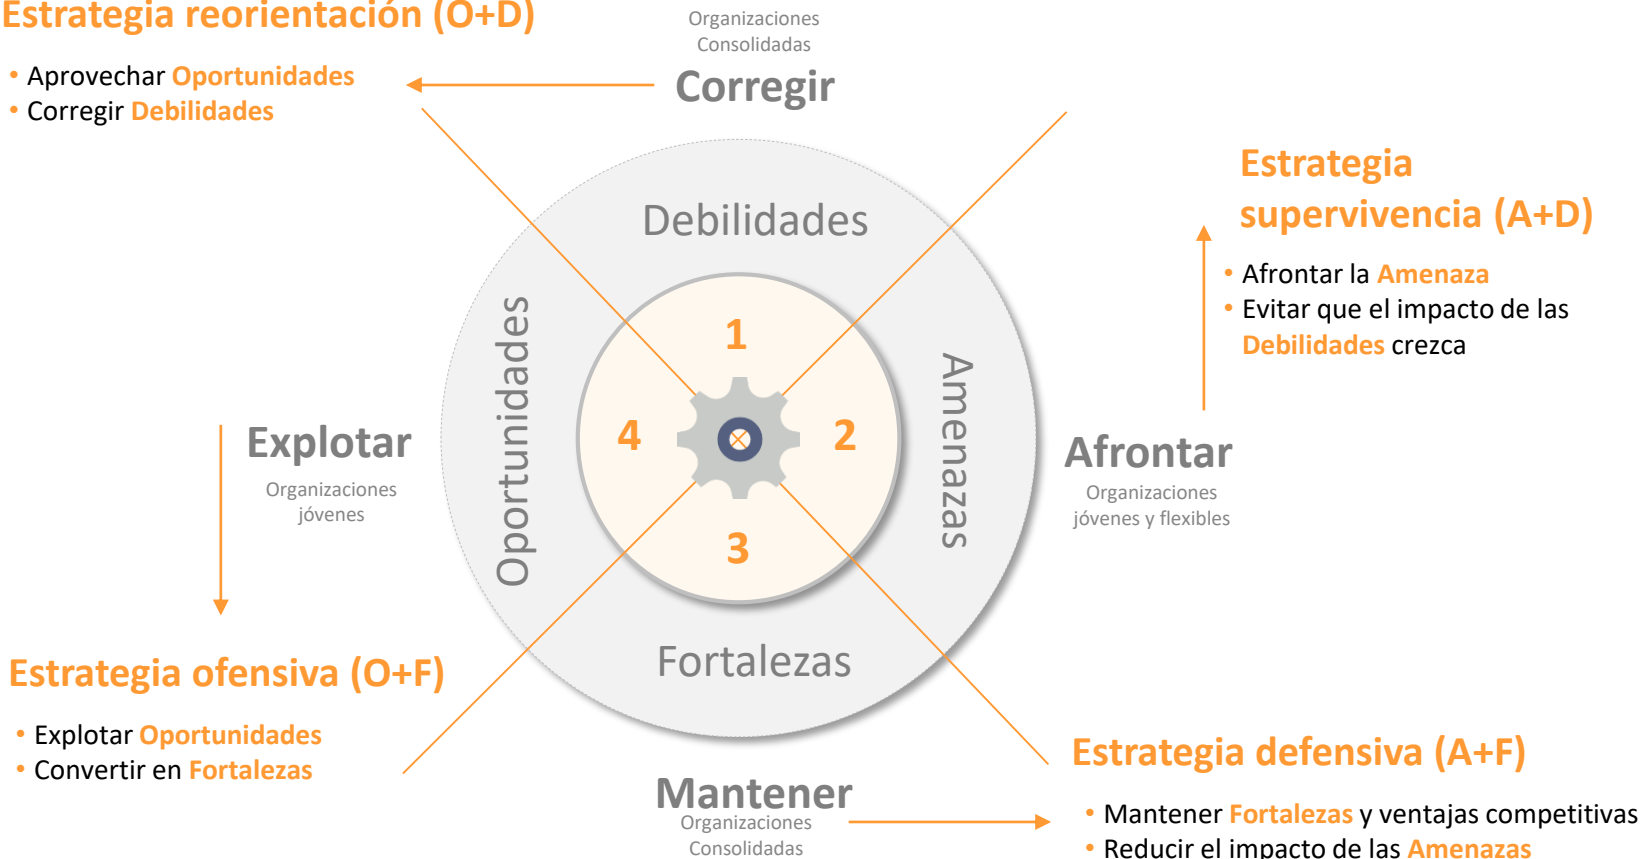 Estrategia reorientación (O+D)
• Aprovechar Oportunidades
• Corregir Debilidades
Organizaciones
Consolidadas
Corregir
Estrategia
supervivencia (A+D)
• Afrontar la Amenaza
• Evitar que el impacto de las
Debilidades crezca
Debilidades
Oportunidades
Amenazas
Fortalezas
1
4
2
3
Explotar
Organizaciones
jóvenes
Afrontar
Organizaciones
jóvenes y flexibles
Estrategia ofensiva (O+F)
• Explotar Oportunidades
• Convertir en Fortalezas
Mantener
Organizaciones
Consolidadas
Estrategia defensiva (A+F)
• Mantener Fortalezas y ventajas competitivas
• Reducir el impacto de las Amenazas